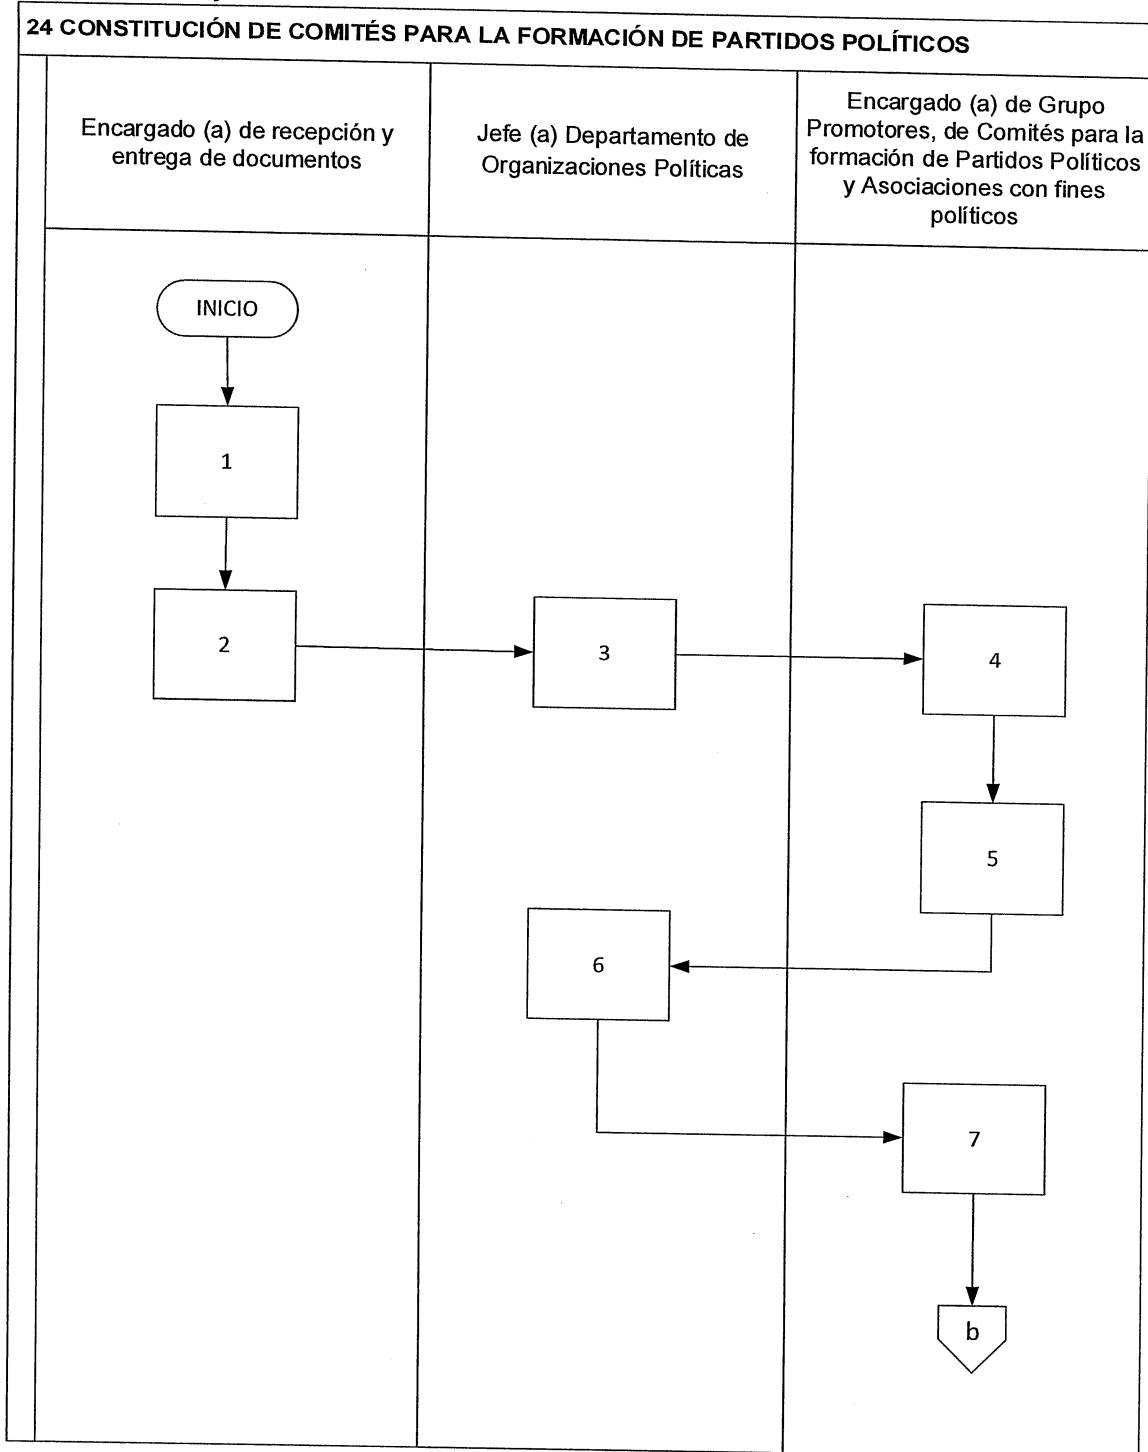 24 CONSTITUCIÓN DE COMITÉS PARA LA FORMACIÓN DE PARTIDOS POLÍTICOS
Encargado (a) de recepción y
entrega de documentos
Jefe (a) Departamento de
Organizaciones Políticas
Encargado (a) de Grupo
Promotores, de Comités para la
formación de Partidos Políticos
y Asociaciones con fines
políticos
INICIO
1
2
3
4
5
6
7
b